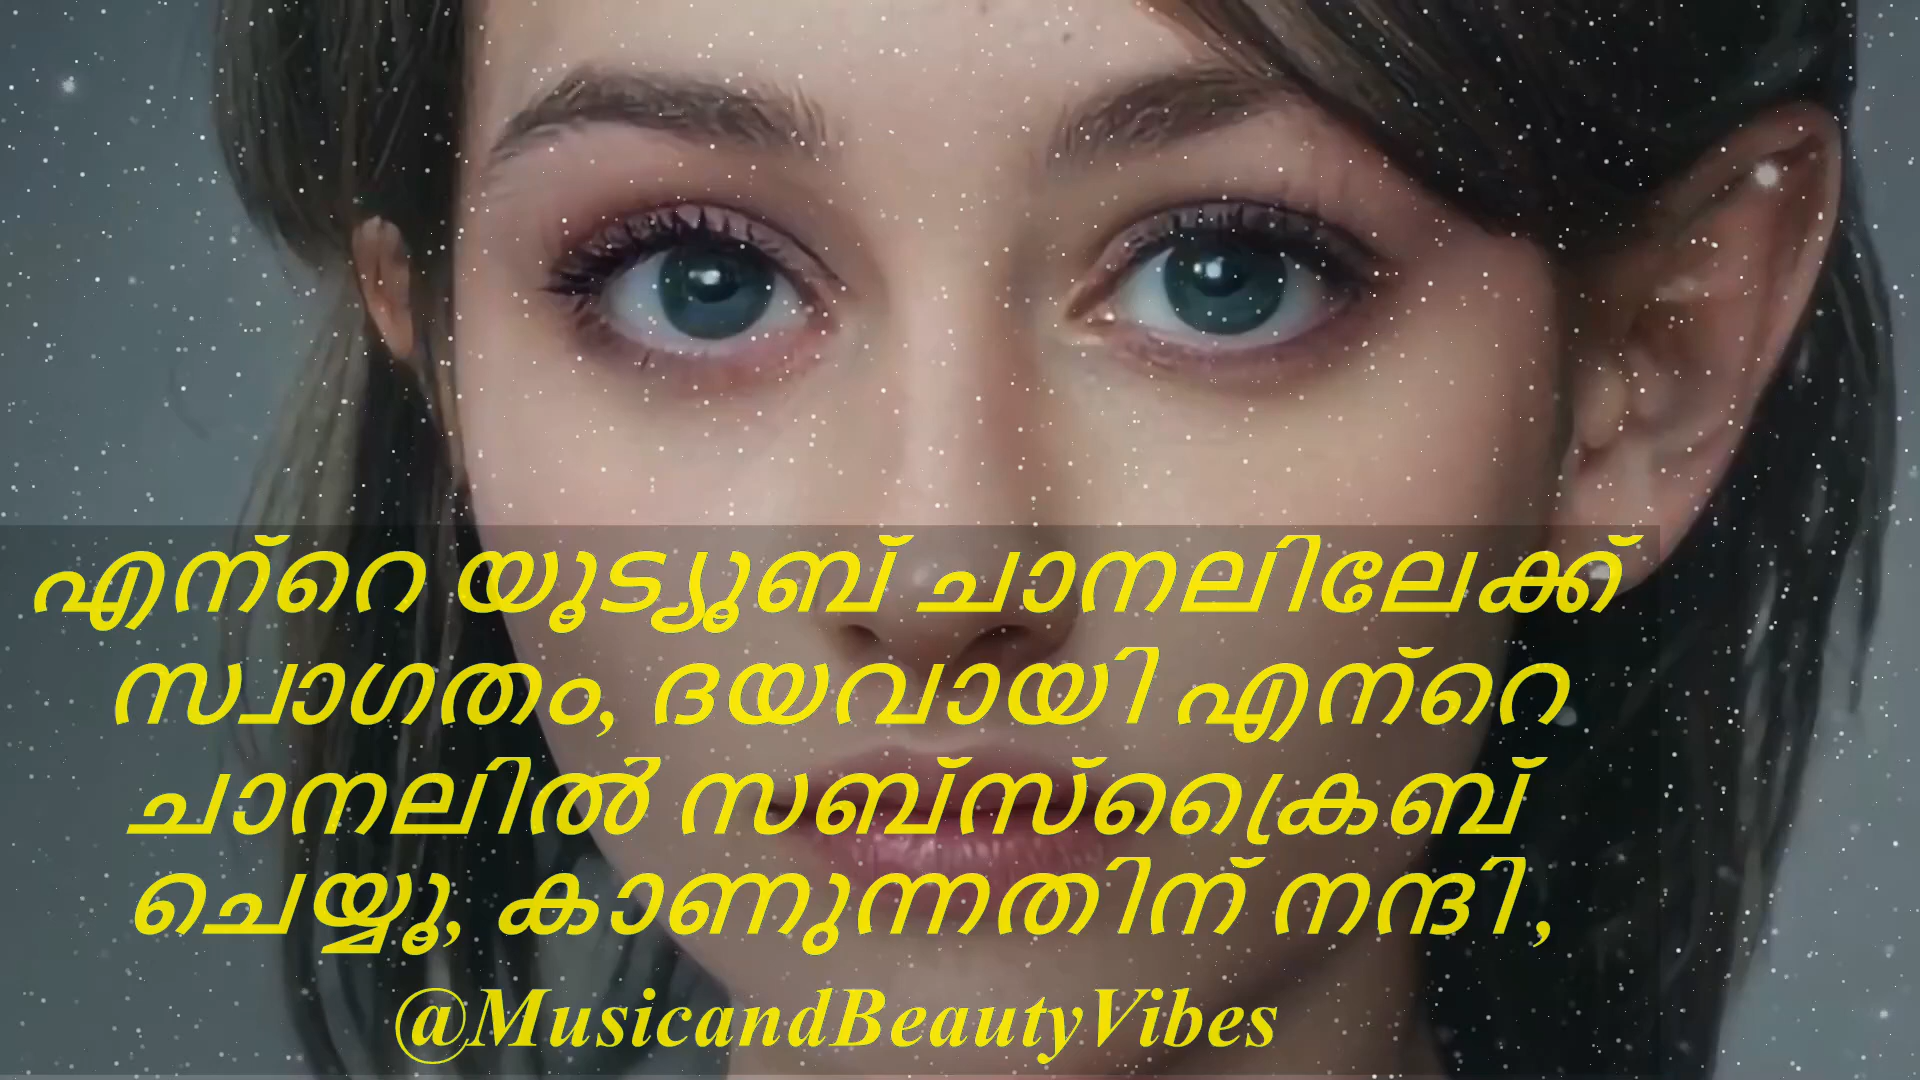 എന്റെ യൂട്യൂബ് ചാനലിലേക്ക്
സ്വാഗതം, ദയവായി എന്റെ
ചാനലിൽ സബ്സ്ക്രൈബ്
ചെയ്യൂ, കാണുന്നതിന് നന്ദി,
@MusicandBeautyVibes